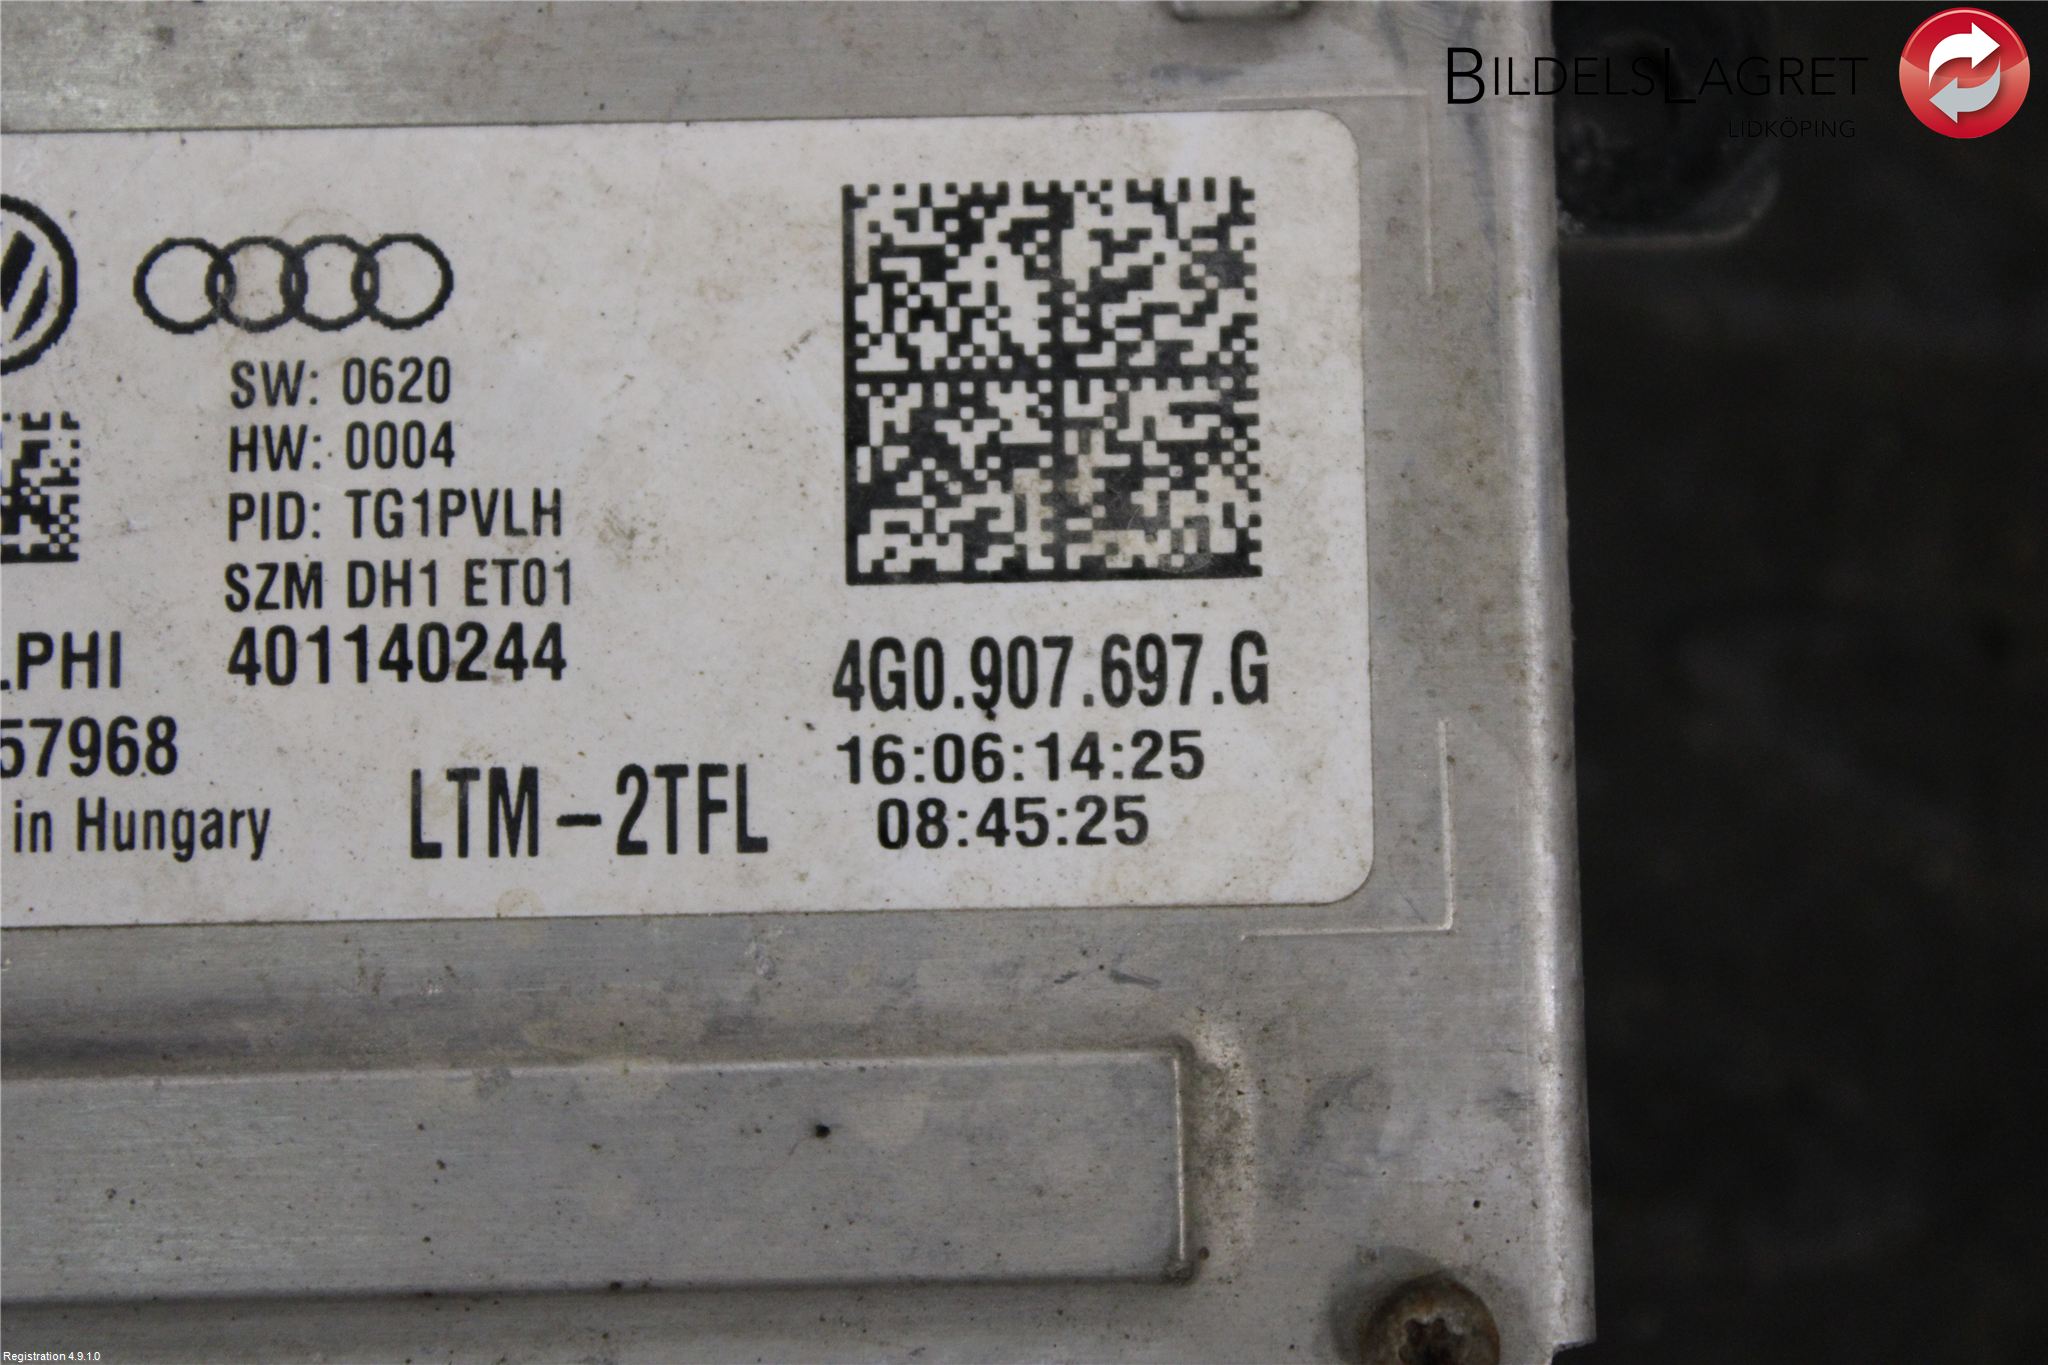 BILDELSLAGRET
LIDKÖPING
SW: 0620
HW: 0004
PID: TG1PVLH
SZM DH1 ET01
LPHI 401140244
57968
in Hungary
LTM-2TFL
4G0.907.697.G
16:06:14:25
08:45:25
Registration 4.9.1.0